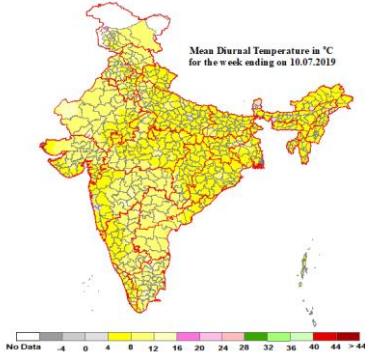 Mean Diurnal Temperature in °C
for the week ending on 10.07.2019
No Data -4 0 4 8 12 16 20 24 28 32 36 40 44 > 44